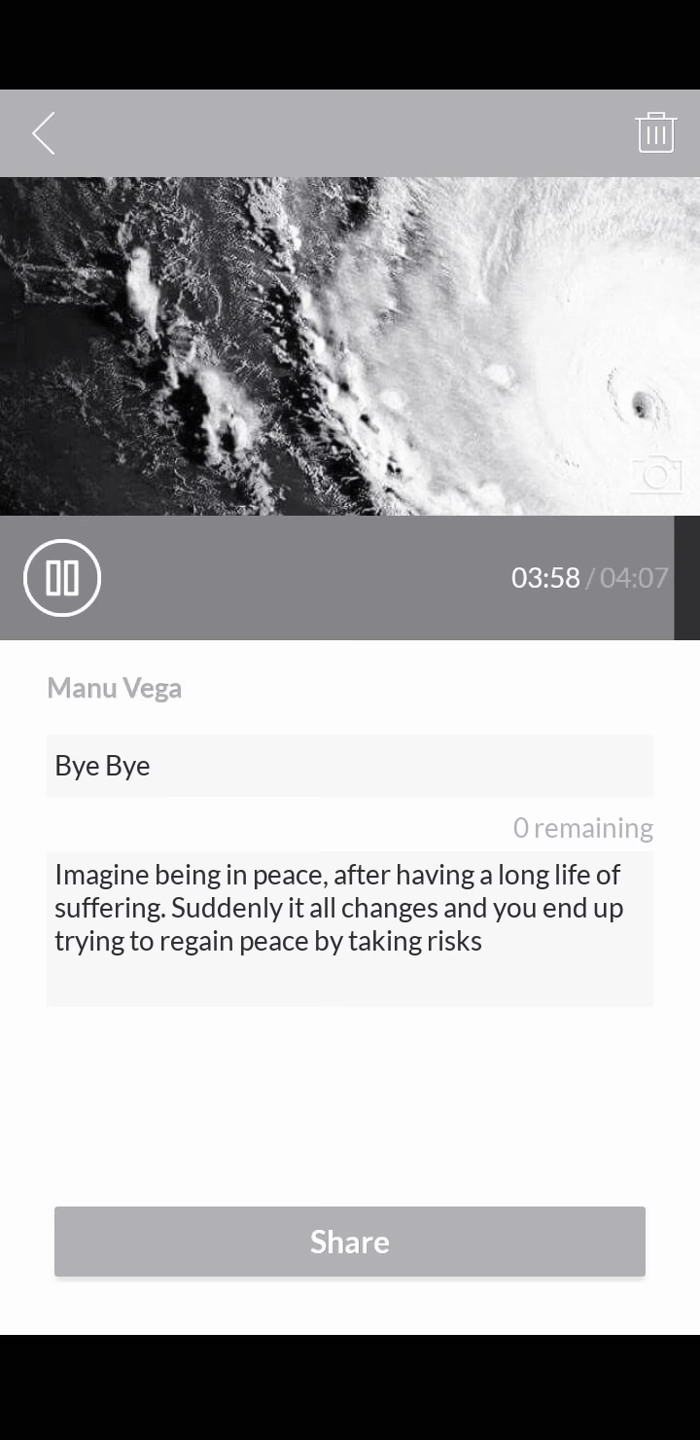 03:58 / 04:07
Manu Vega
Bye Bye
0 remaining
Imagine being in peace, after having a long life of
suffering. Suddenly it all changes and you end up
trying to regain peace by taking risks
Share